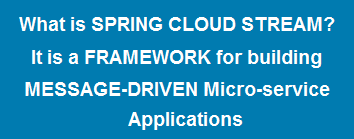 What is SPRING CLOUD STREAM?
It is a FRAMEWORK for building
MESSAGE-DRIVEN Micro-service
Applications